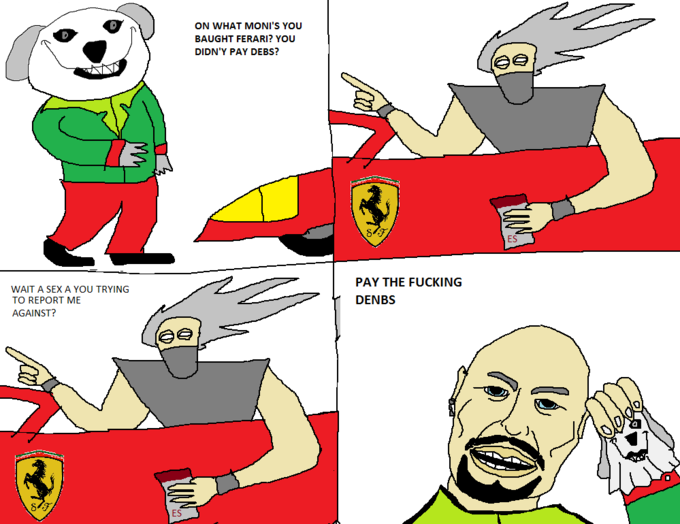 ON WHAT MONI'S YOU
BAUGHT FERARI? YOU
DIDN'Y PAY DEBS?
S F
ES
WAIT A SEX A YOU TRYING
TO REPORT ME
AGAINST?
S F
ES
PAY THE FUCKING
DENBS